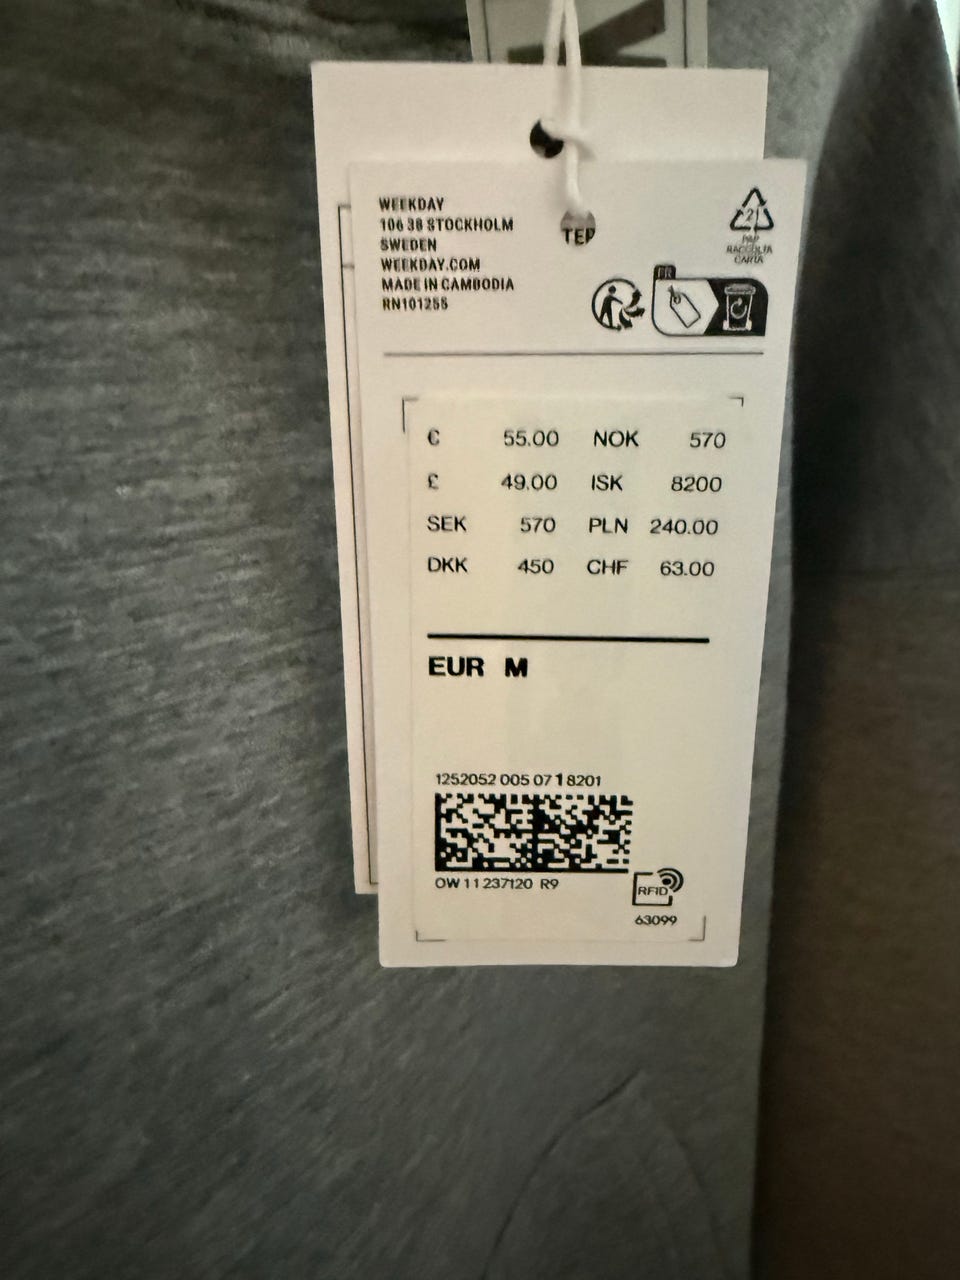 WEEKDAY
106 38 STOCKHOLM
SWEDEN
WEEKDAY.COM
MADE IN CAMBODIA
RN101255
TEP
21
PAP
RACCOLTA
CARTA
FR
€ 55.00 NOK 570
£ 49.00 ISK 8200
SEK 570 PLN 240.00
DKK 450 CHF 63.00
EUR M
1252052 005 07 1 8201
OW 11 237120 R9
RFID
63099